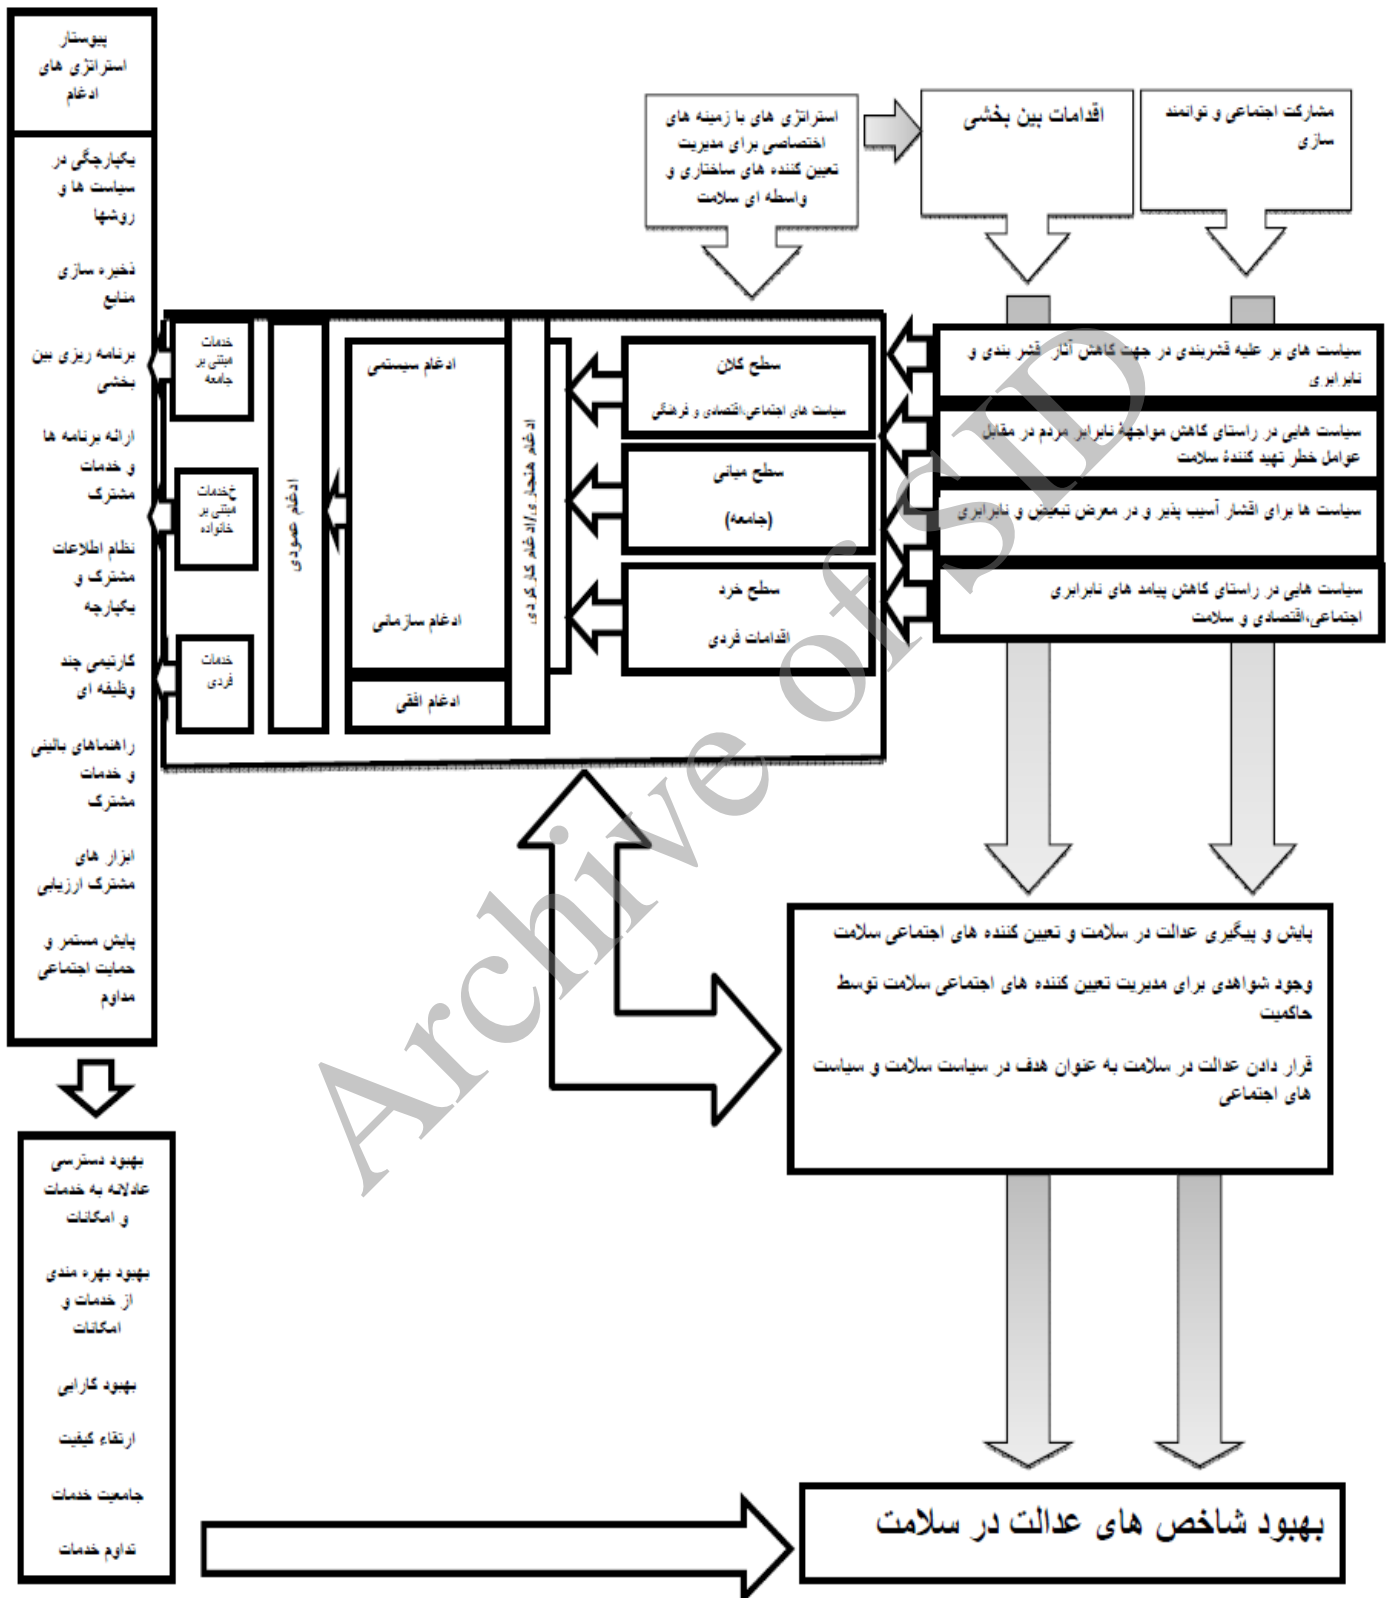 مشارکت اجتماعی و توانمند
سازی
اقدامات بین بخشی
استراتژی های با زمینه های
اختصاصی برای مدیریت
تعیین کننده های ساختاری و
واسطه ای سلامت
سیاست های بر علیه قشربندی در جهت کاهش آثار قشر بندی و
نابرابری
سیاست هایی در راستای کاهش مواجهۀ نابرابر مردم در مقابل
عوامل خطر تهید کنندۀ سلامت
سیاست ها برای اقشار آسیب پذیر و در معرض تبعیض و نابرابری
سیاست هایی در راستای کاهش پیامد های نابرابری
اجتماعی،اقتصادی و سلامت
سطح کلان
سیاست های اجتماعی،اقتصادی و فرهنگی
سطح میانی
(جامعه)
سطح خرد
اقدامات فردی
ادغام هنجاری/ادغام کارکردی
ادغام سیستمی
ادغام سازمانی
ادغام افقی
ادغام عمودی
خدمات
مبتنی بر
جامعه
خخدمات
مبتنی بر
خانواده
خدمات
فردی
پیوستار
استراتژی های
ادغام
یکپارچگی در
سیاست ها و
روشها
ذخیره سازی
منابع
برنامه ریزی بین
بخشی
ارائه برنامه ها
و خدمات
مشترک
نظام اطلاعات
مشترک و
یکپارچه
کارتیمی چند
وظیفه ای
راهنماهای بالینی
و خدمات
مشترک
ابزار های
مشترک ارزیابی
پایش مستمر و
حمایت اجتماعی
مداوم
پایش و پیگیری عدالت در سلامت و تعیین کننده های اجتماعی سلامت
وجود شواهدی برای مدیریت تعیین کننده های اجتماعی سلامت توسط
حاکمیت
قرار دادن عدالت در سلامت به عنوان هدف در سیاست سلامت و سیاست
های اجتماعی
بهبود دسترسی
عادلانه به خدمات
و امکانات
بهبود بهره مندی
از خدمات و
امکانات
بهبود کارایی
ارتقاء کیفیت
جامعیت خدمات
تداوم خدمات
بهبود شاخص های عدالت در سلامت
Archive of SID